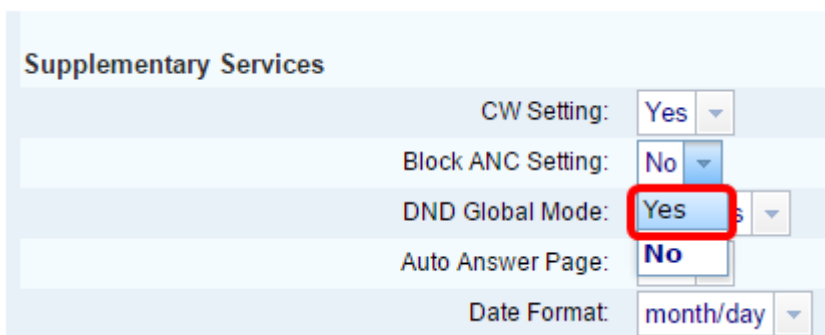 Supplementary Services
CW Setting: Yes
Block ANC Setting: No
DND Global Mode: Yes
Auto Answer Page: No
Date Format: month/day